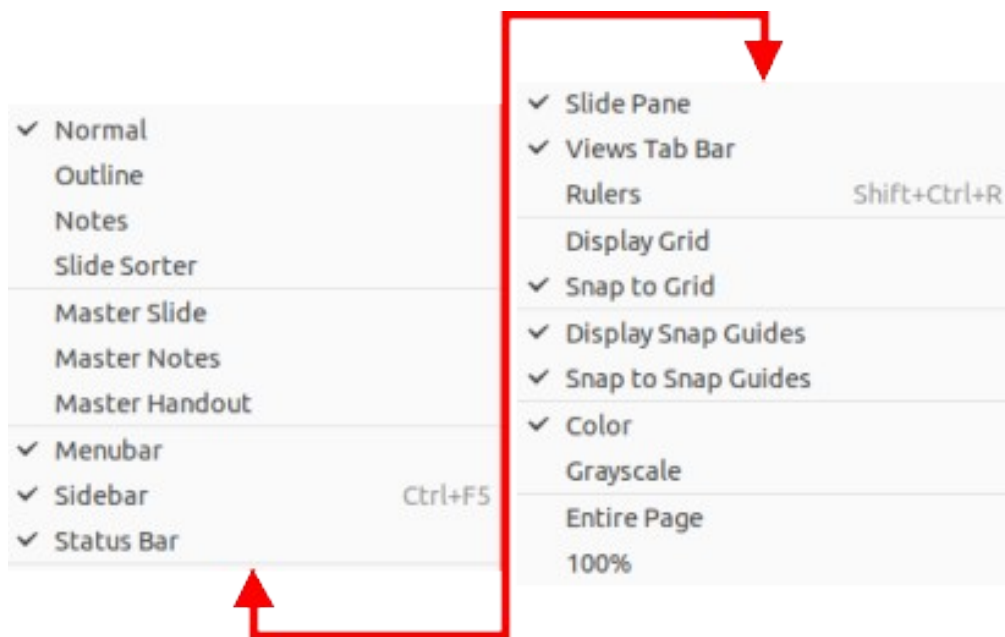 Normal
Outline
Notes
Slide Sorter
Master Slide
Master Notes
Master Handout
Menubar
Sidebar Ctrl+F5
Status Bar
Slide Pane
Views Tab Bar
Rulers Shift+Ctrl+R
Display Grid
Snap to Grid
Display Snap Guides
Snap to Snap Guides
Color
Grayscale
Entire Page
100%